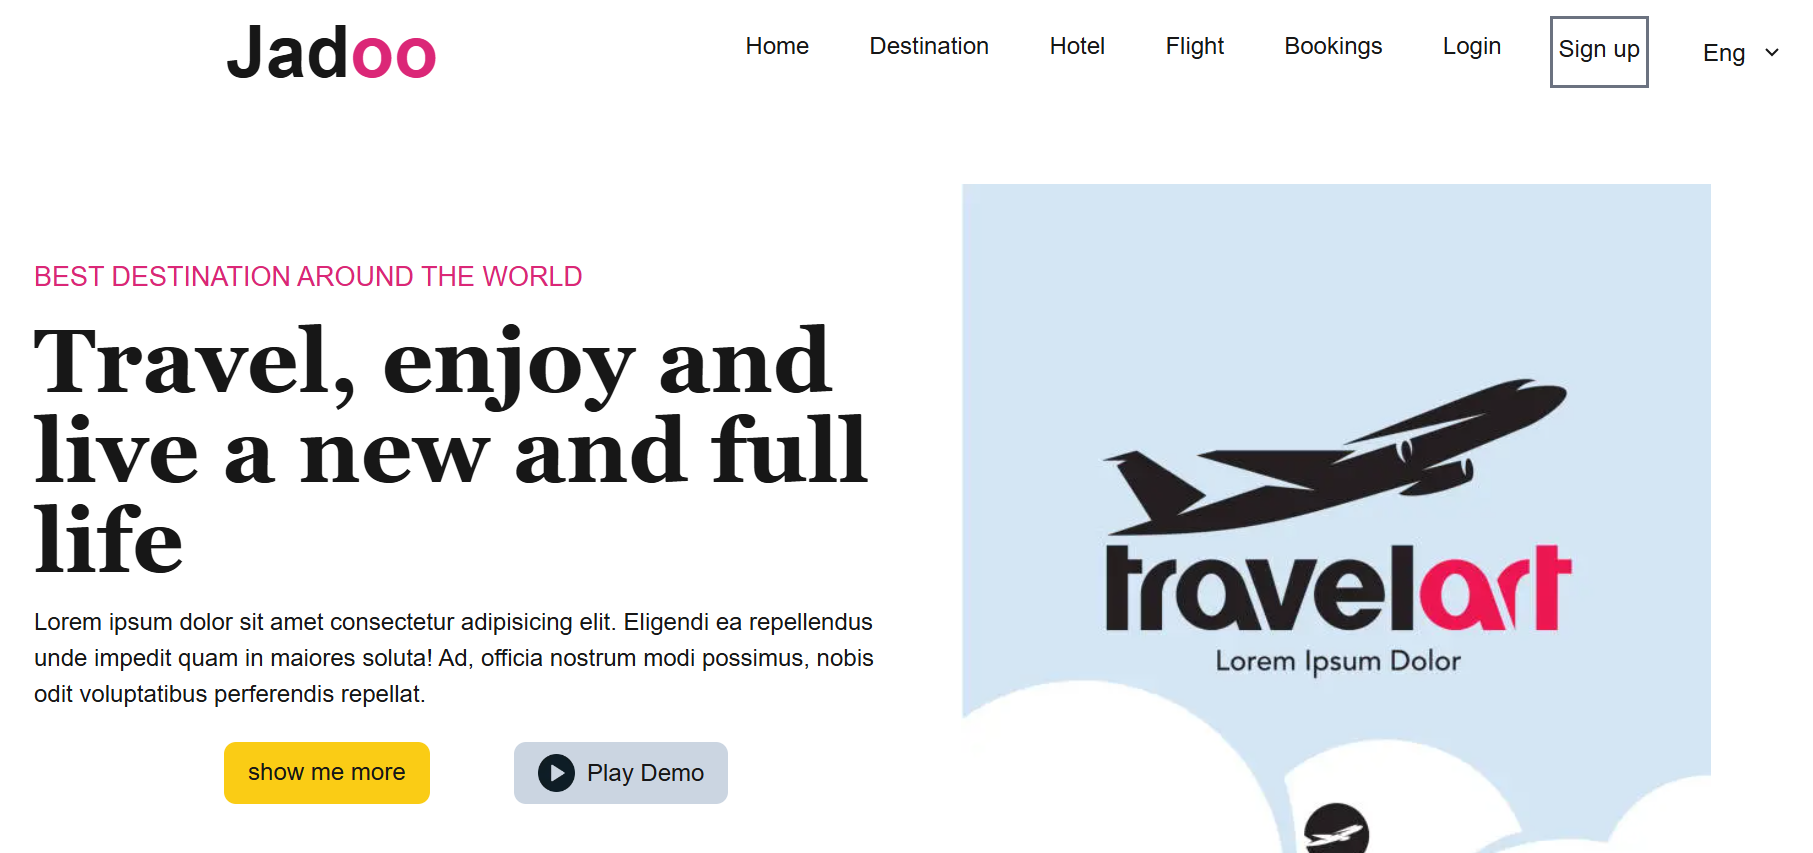 Jadoo
Home
Destination
Hotel
Flight
Bookings
Login
Sign up
Eng
BEST DESTINATION AROUND THE WORLD
Travel, enjoy and
live a new and full
life
Lorem ipsum dolor sit amet consectetur adipisicing elit. Eligendi ea repellendus
unde impedit quam in maiores soluta! Ad, officia nostrum modi possimus, nobis
odit voluptatibus perferendis repellat.
show me more
Play Demo
travelart
Lorem Ipsum Dolor